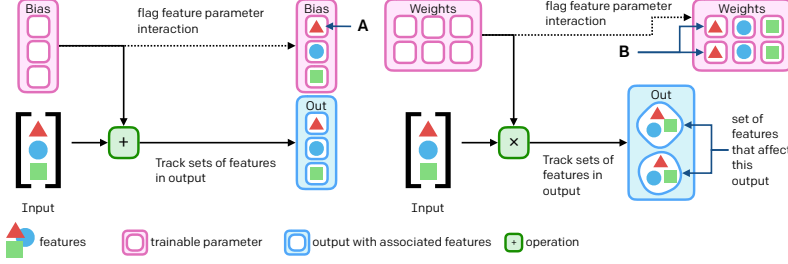 Bias
flag feature parameter
interaction
Bias
A
Out
+
Track sets of features
in output
Input
Weights
flag feature parameter
interaction
Weights
B
Out
×
Track sets of
features in
output
set of
features
that affect
this
output
Input
features
trainable parameter
output with associated features
+
operation